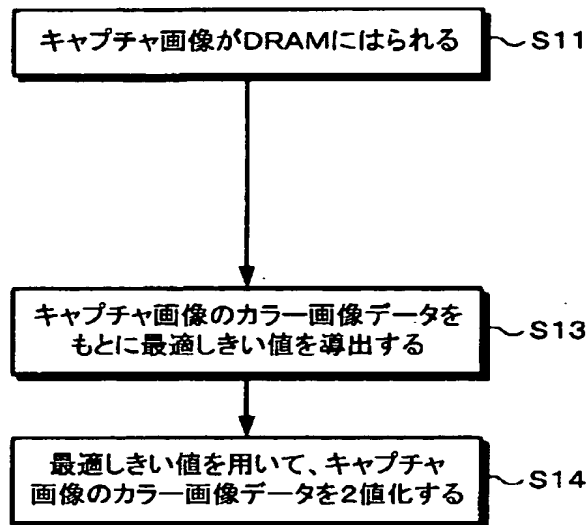 キャプチャ画像がDRAMにはられる
S11
キャプチャ画像のカラー画像データを
もとに最適しきい値を導出する
S13
最適しきい値を用いて、キャプチャ
画像のカラー画像データを2値化する
S14